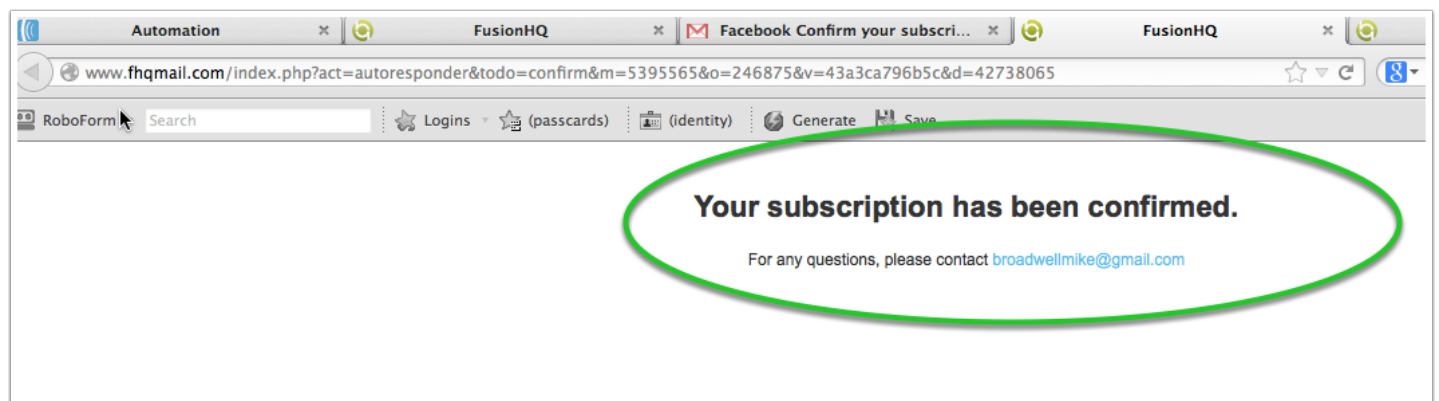 Automation FusionHQ Facebook Confirm your subscri... FusionHQ
www.fhqmail.com/index.php?act=autoresponder&todo=confirm&m=5395565&o=246875&v=43a3ca796b5c&d=42738065
RoboForm Search Logins (passcards) (identity) Generate Save
Your subscription has been confirmed.
For any questions, please contact broadwellmike@gmail.com